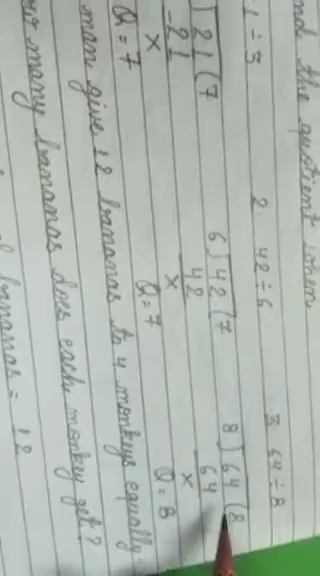 nd the quotient when
1 ÷ 3
2. 42 ÷ 6
3. 64 ÷ 8
) 21 ( 7
6 ) 42 ( 7
8 ) 64 ( 8
- 21
42
64
x
x
x
Q = 7
Q = 7
Q = 8
man give 12 bananas to 4 monkeys equally.
many bananas does each monkey get?
bananas = 12